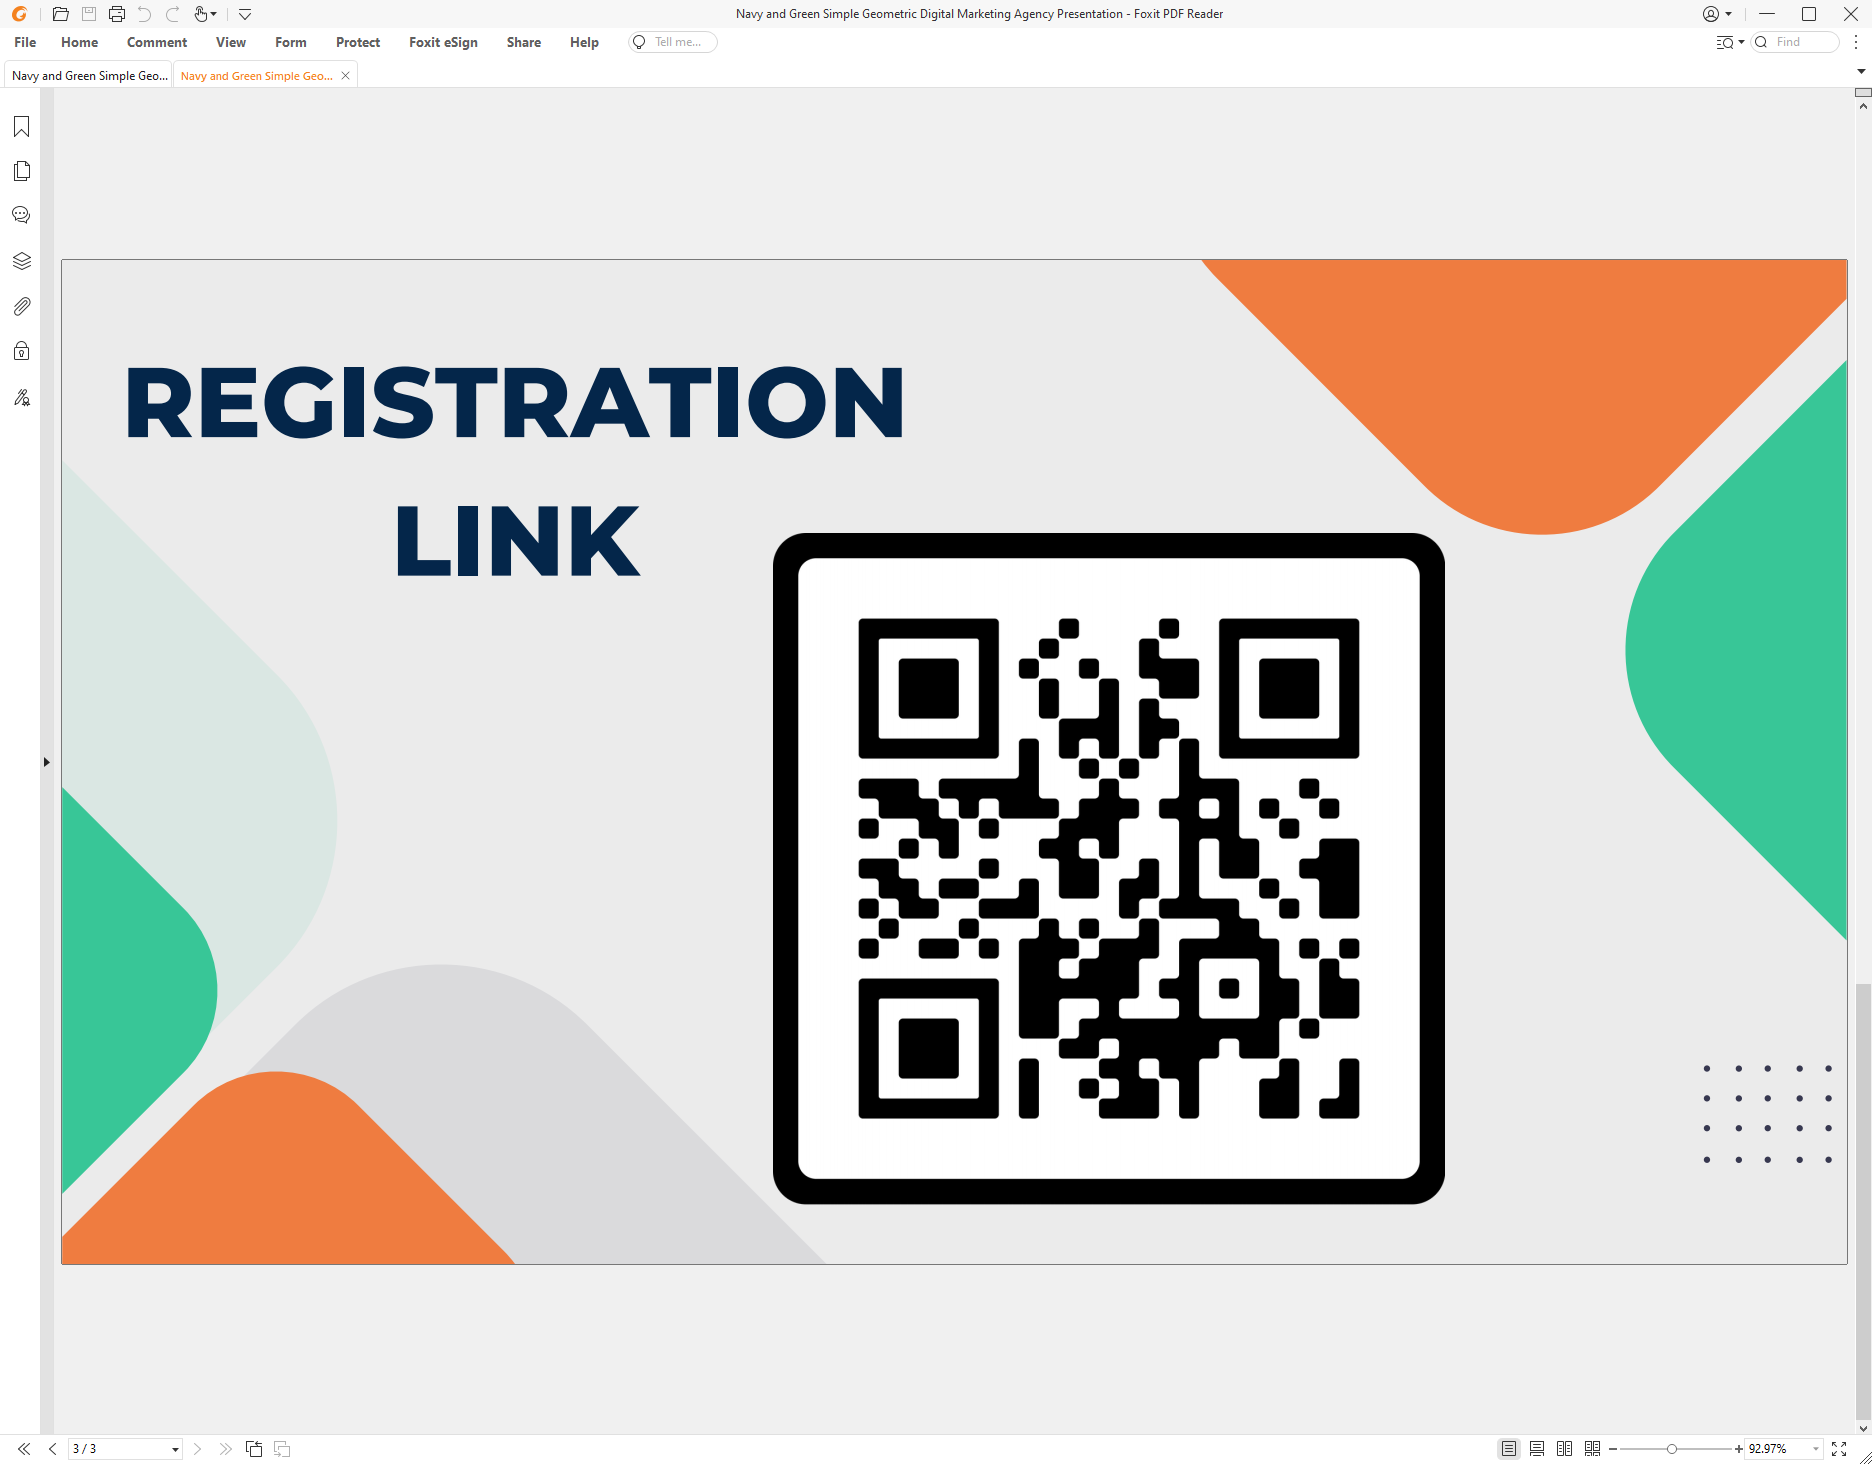 Navy and Green Simple Geometric Digital Marketing Agency Presentation - Foxit PDF Reader
File Home Comment View Form Protect Foxit eSign Share Help Tell me... Find
Navy and Green Simple Geo... Navy and Green Simple Geo...
REGISTRATION
LINK
3 / 3 92.97%